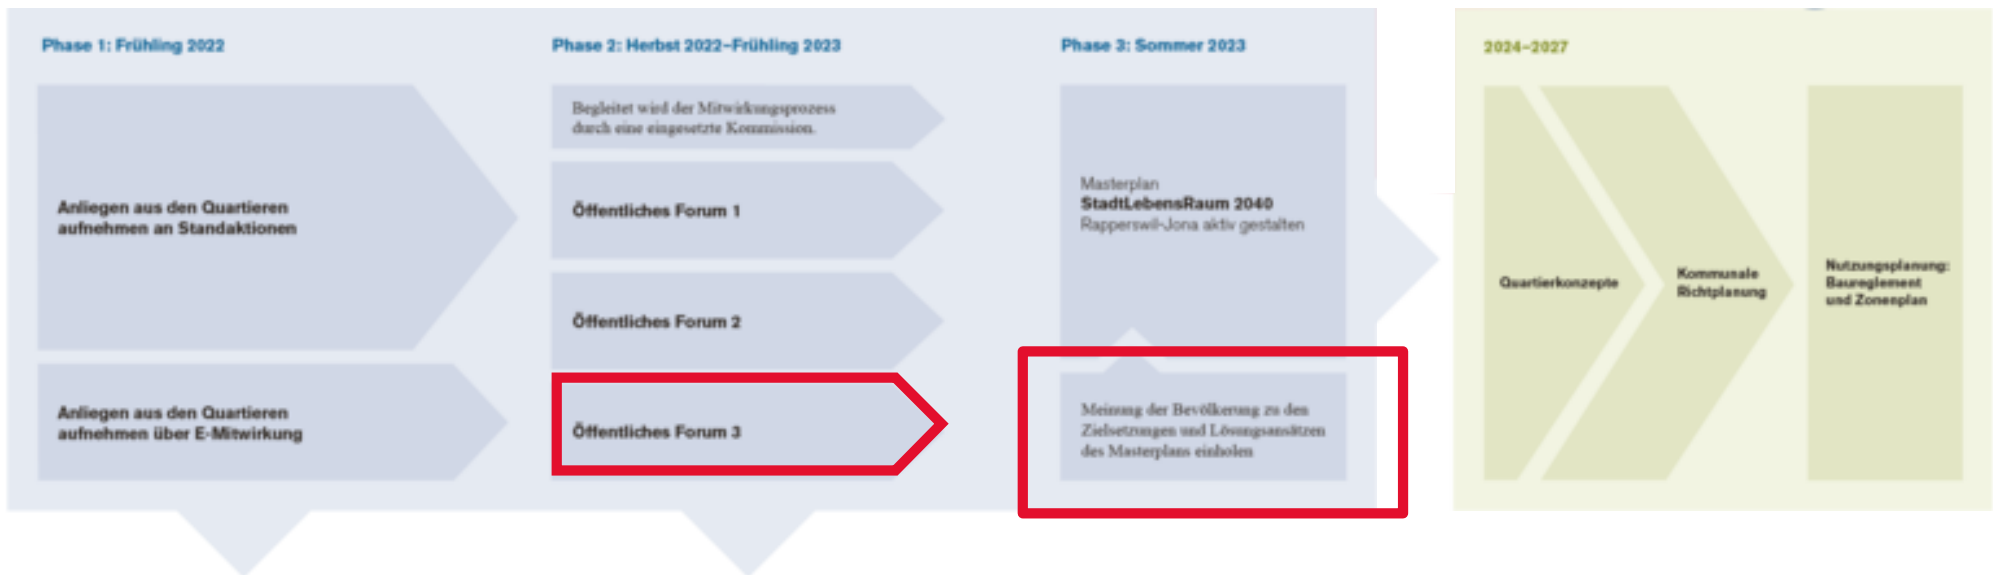 Phase 1: Frühling 2022
Anliegen aus den Quartieren
aufnehmen an Standaktionen
Anliegen aus den Quartieren
aufnehmen über E-Mitwirkung
Phase 2: Herbst 2022–Frühling 2023
Begleitet wird der Mitwirkungsprozess
durch eine eingesetzte Kommission.
Öffentliches Forum 1
Öffentliches Forum 2
Öffentliches Forum 3
Phase 3: Sommer 2023
Masterplan
StadtLebensRaum 2040
Rapperswil-Jona aktiv gestalten
Meinung der Bevölkerung zu den
Zielsetzungen und Lösungsansätzen
des Masterplans einholen
2024–2027
Quartierkonzepte
Kommunale
Richtplanung
Nutzungsplanung:
Baureglement
und Zonenplan